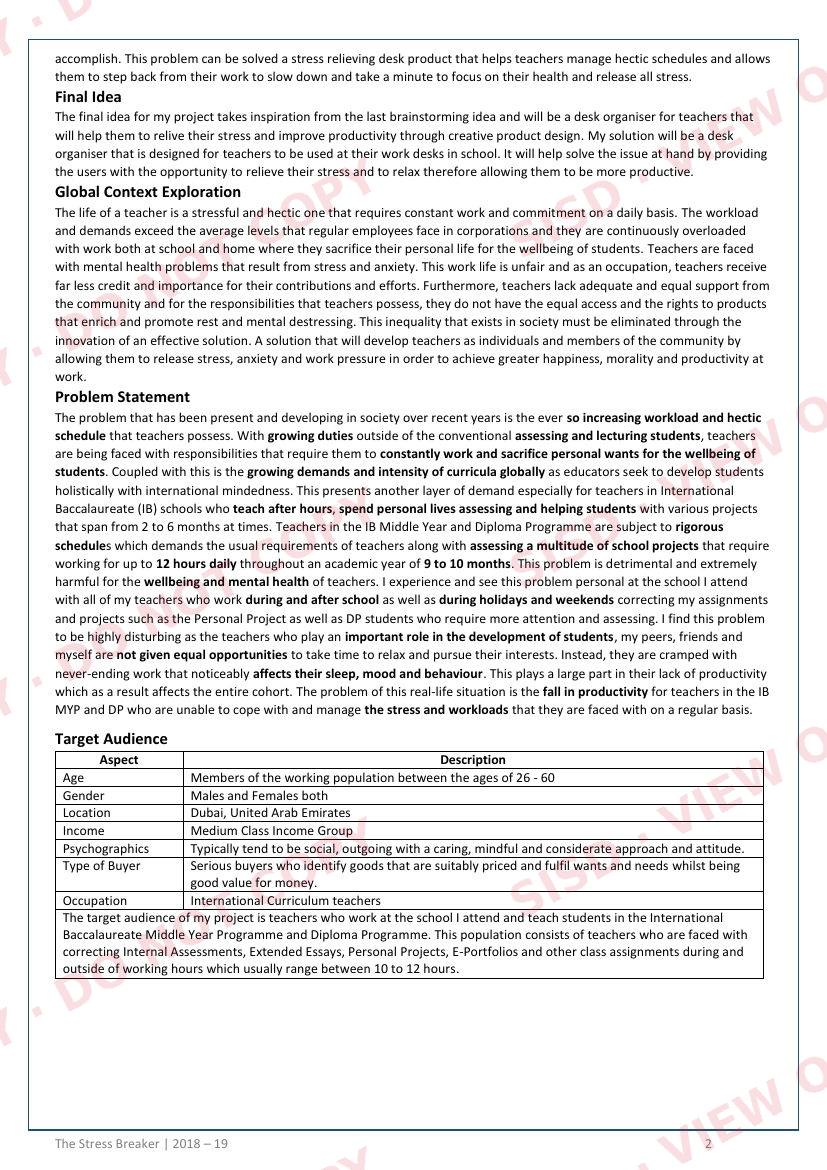 accomplish. This problem can be solved a stress relieving desk product that helps teachers manage hectic schedules and allows
them to step back from their work to slow down and take a minute to focus on their health and release all stress.
Final Idea
The final idea for my project takes inspiration from the last brainstorming idea and will be a desk organiser for teachers that
will help them to relive their stress and improve productivity through creative product design. My solution will be a desk
organiser that is designed for teachers to be used at their work desks in school. It will help solve the issue at hand by providing
the users with the opportunity to relieve their stress and to relax therefore allowing them to be more productive.
Global Context Exploration
The life of a teacher is a stressful and hectic one that requires constant work and commitment on a daily basis. The workload
and demands exceed the average levels that regular employees face in corporations and they are continuously overloaded
with work both at school and home where they sacrifice their personal life for the wellbeing of students. Teachers are faced
with mental health problems that result from stress and anxiety. This work life is unfair and as an occupation, teachers receive
far less credit and importance for their contributions and efforts. Furthermore, teachers lack adequate and equal support from
the community and for the responsibilities that teachers possess, they do not have the equal access and the rights to products
that enrich and promote rest and mental destressing. This inequality that exists in society must be eliminated through the
innovation of an effective solution. A solution that will develop teachers as individuals and members of the community by
allowing them to release stress, anxiety and work pressure in order to achieve greater happiness, morality and productivity at
work.
Problem Statement
The problem that has been present and developing in society over recent years is the ever so increasing workload and hectic
schedule that teachers possess. With growing duties outside of the conventional assessing and lecturing students, teachers
are being faced with responsibilities that require them to constantly work and sacrifice personal wants for the wellbeing of
students. Coupled with this is the growing demands and intensity of curricula globally as educators seek to develop students
holistically with international mindedness. This presents another layer of demand especially for teachers in International
Baccalaureate (IB) schools who teach after hours, spend personal lives assessing and helping students with various projects
that span from 2 to 6 months at times. Teachers in the IB Middle Year and Diploma Programme are subject to rigorous
schedules which demands the usual requirements of teachers along with assessing a multitude of school projects that require
working for up to 12 hours daily throughout an academic year of 9 to 10 months. This problem is detrimental and extremely
harmful for the wellbeing and mental health of teachers. I experience and see this problem personal at the school I attend
with all of my teachers who work during and after school as well as during holidays and weekends correcting my assignments
and projects such as the Personal Project as well as DP students who require more attention and assessing. I find this problem
to be highly disturbing as the teachers who play an important role in the development of students, my peers, friends and
myself are not given equal opportunities to take time to relax and pursue their interests. Instead, they are cramped with
never-ending work that noticeably affects their sleep, mood and behaviour. This plays a large part in their lack of productivity
which as a result affects the entire cohort. The problem of this real-life situation is the fall in productivity for teachers in the IB
MYP and DP who are unable to cope with and manage the stress and workloads that they are faced with on a regular basis.
Target Audience
Aspect Description
Age Members of the working population between the ages of 26 - 60
Gender Males and Females both
Location Dubai, United Arab Emirates
Income Medium Class Income Group
Psychographics Typically tend to be social, outgoing with a caring, mindful and considerate approach and attitude.
Type of Buyer Serious buyers who identify goods that are suitably priced and fulfil wants and needs whilst being
good value for money.
Occupation International Curriculum teachers
The target audience of my project is teachers who work at the school I attend and teach students in the International
Baccalaureate Middle Year Programme and Diploma Programme. This population consists of teachers who are faced with
correcting Internal Assessments, Extended Essays, Personal Projects, E-Portfolios and other class assignments during and
outside of working hours which usually range between 10 to 12 hours.
The Stress Breaker | 2018 – 19 2
Y · DO NOT COPY
SISD · VIEW O
Y · DO NOT COPY
SISD · VIEW O
Y · DO NOT COPY
SISD · VIEW O
COPY
VIEW O